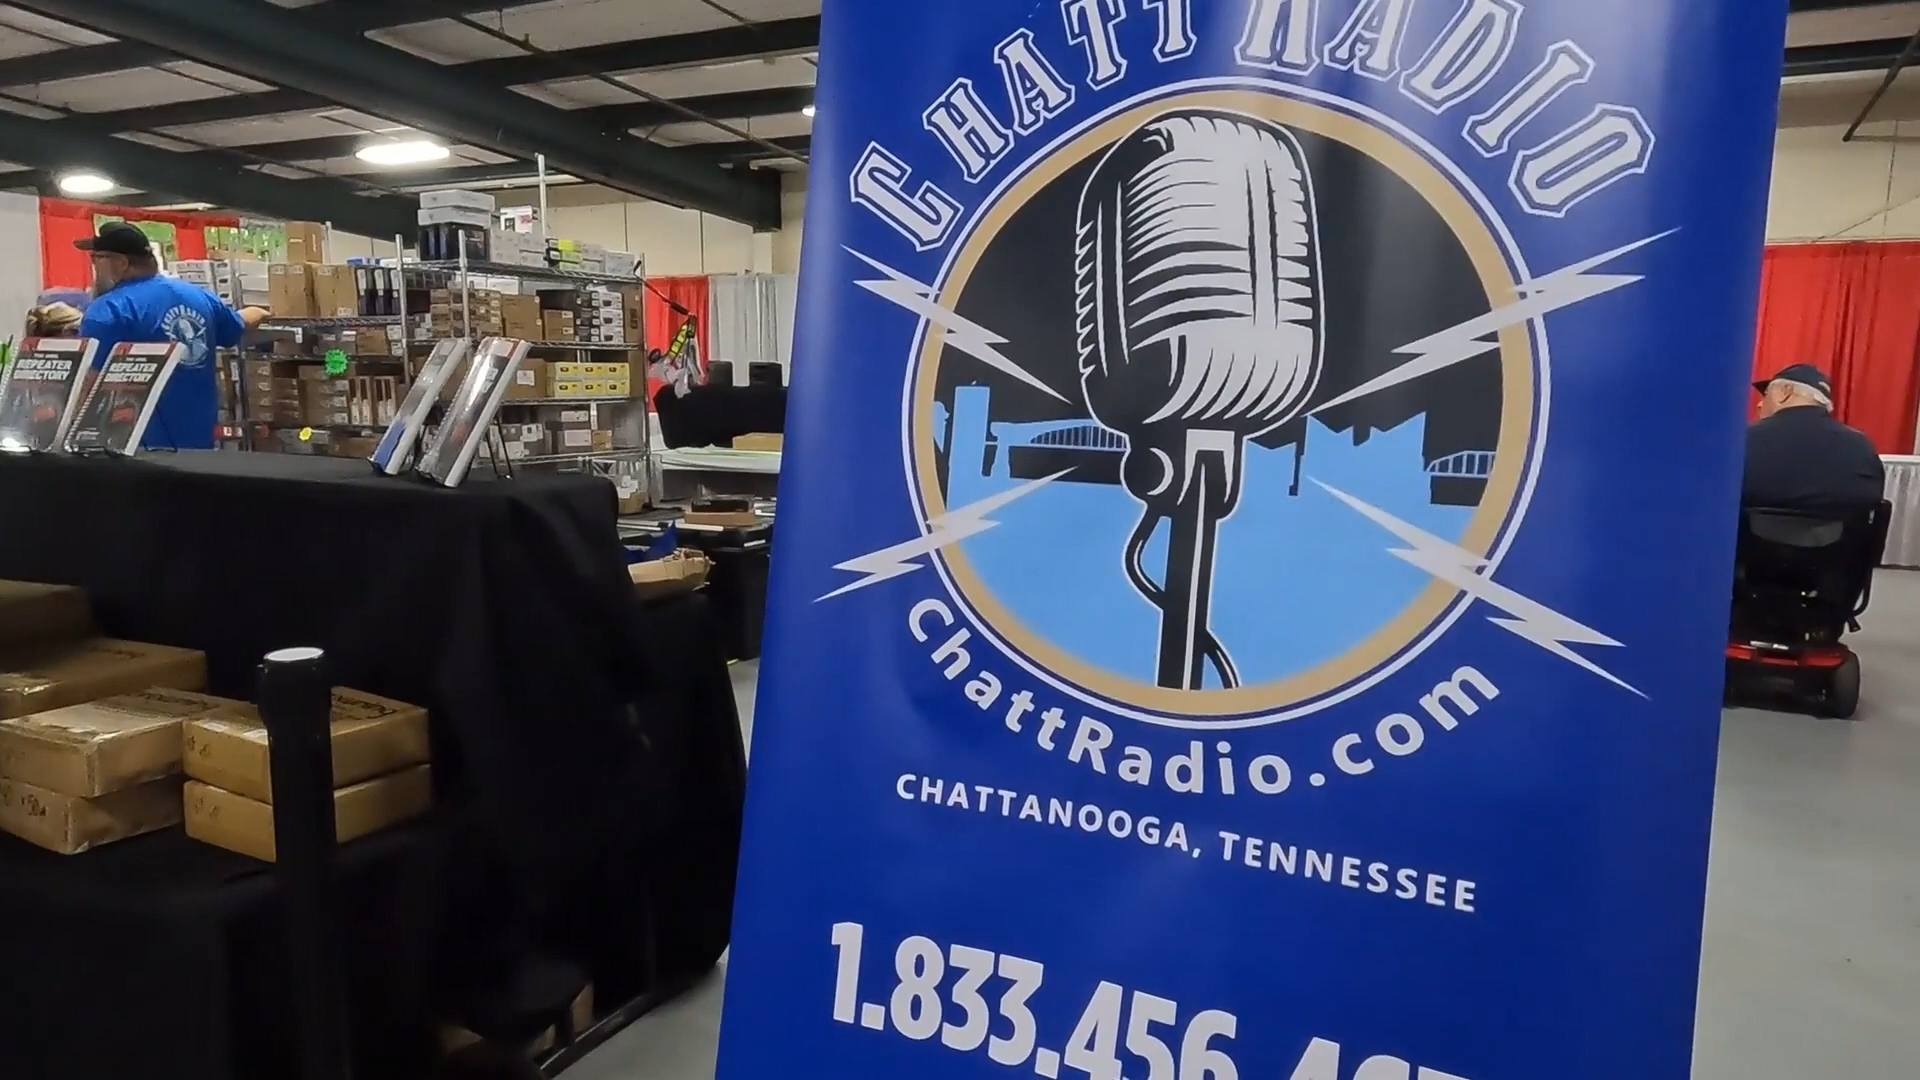 CHATT RADIO
ChattRadio.com
CHATTANOOGA, TENNESSEE
1.833.456.
REPEATER
DIRECTORY
REPEATER
DIRECTORY